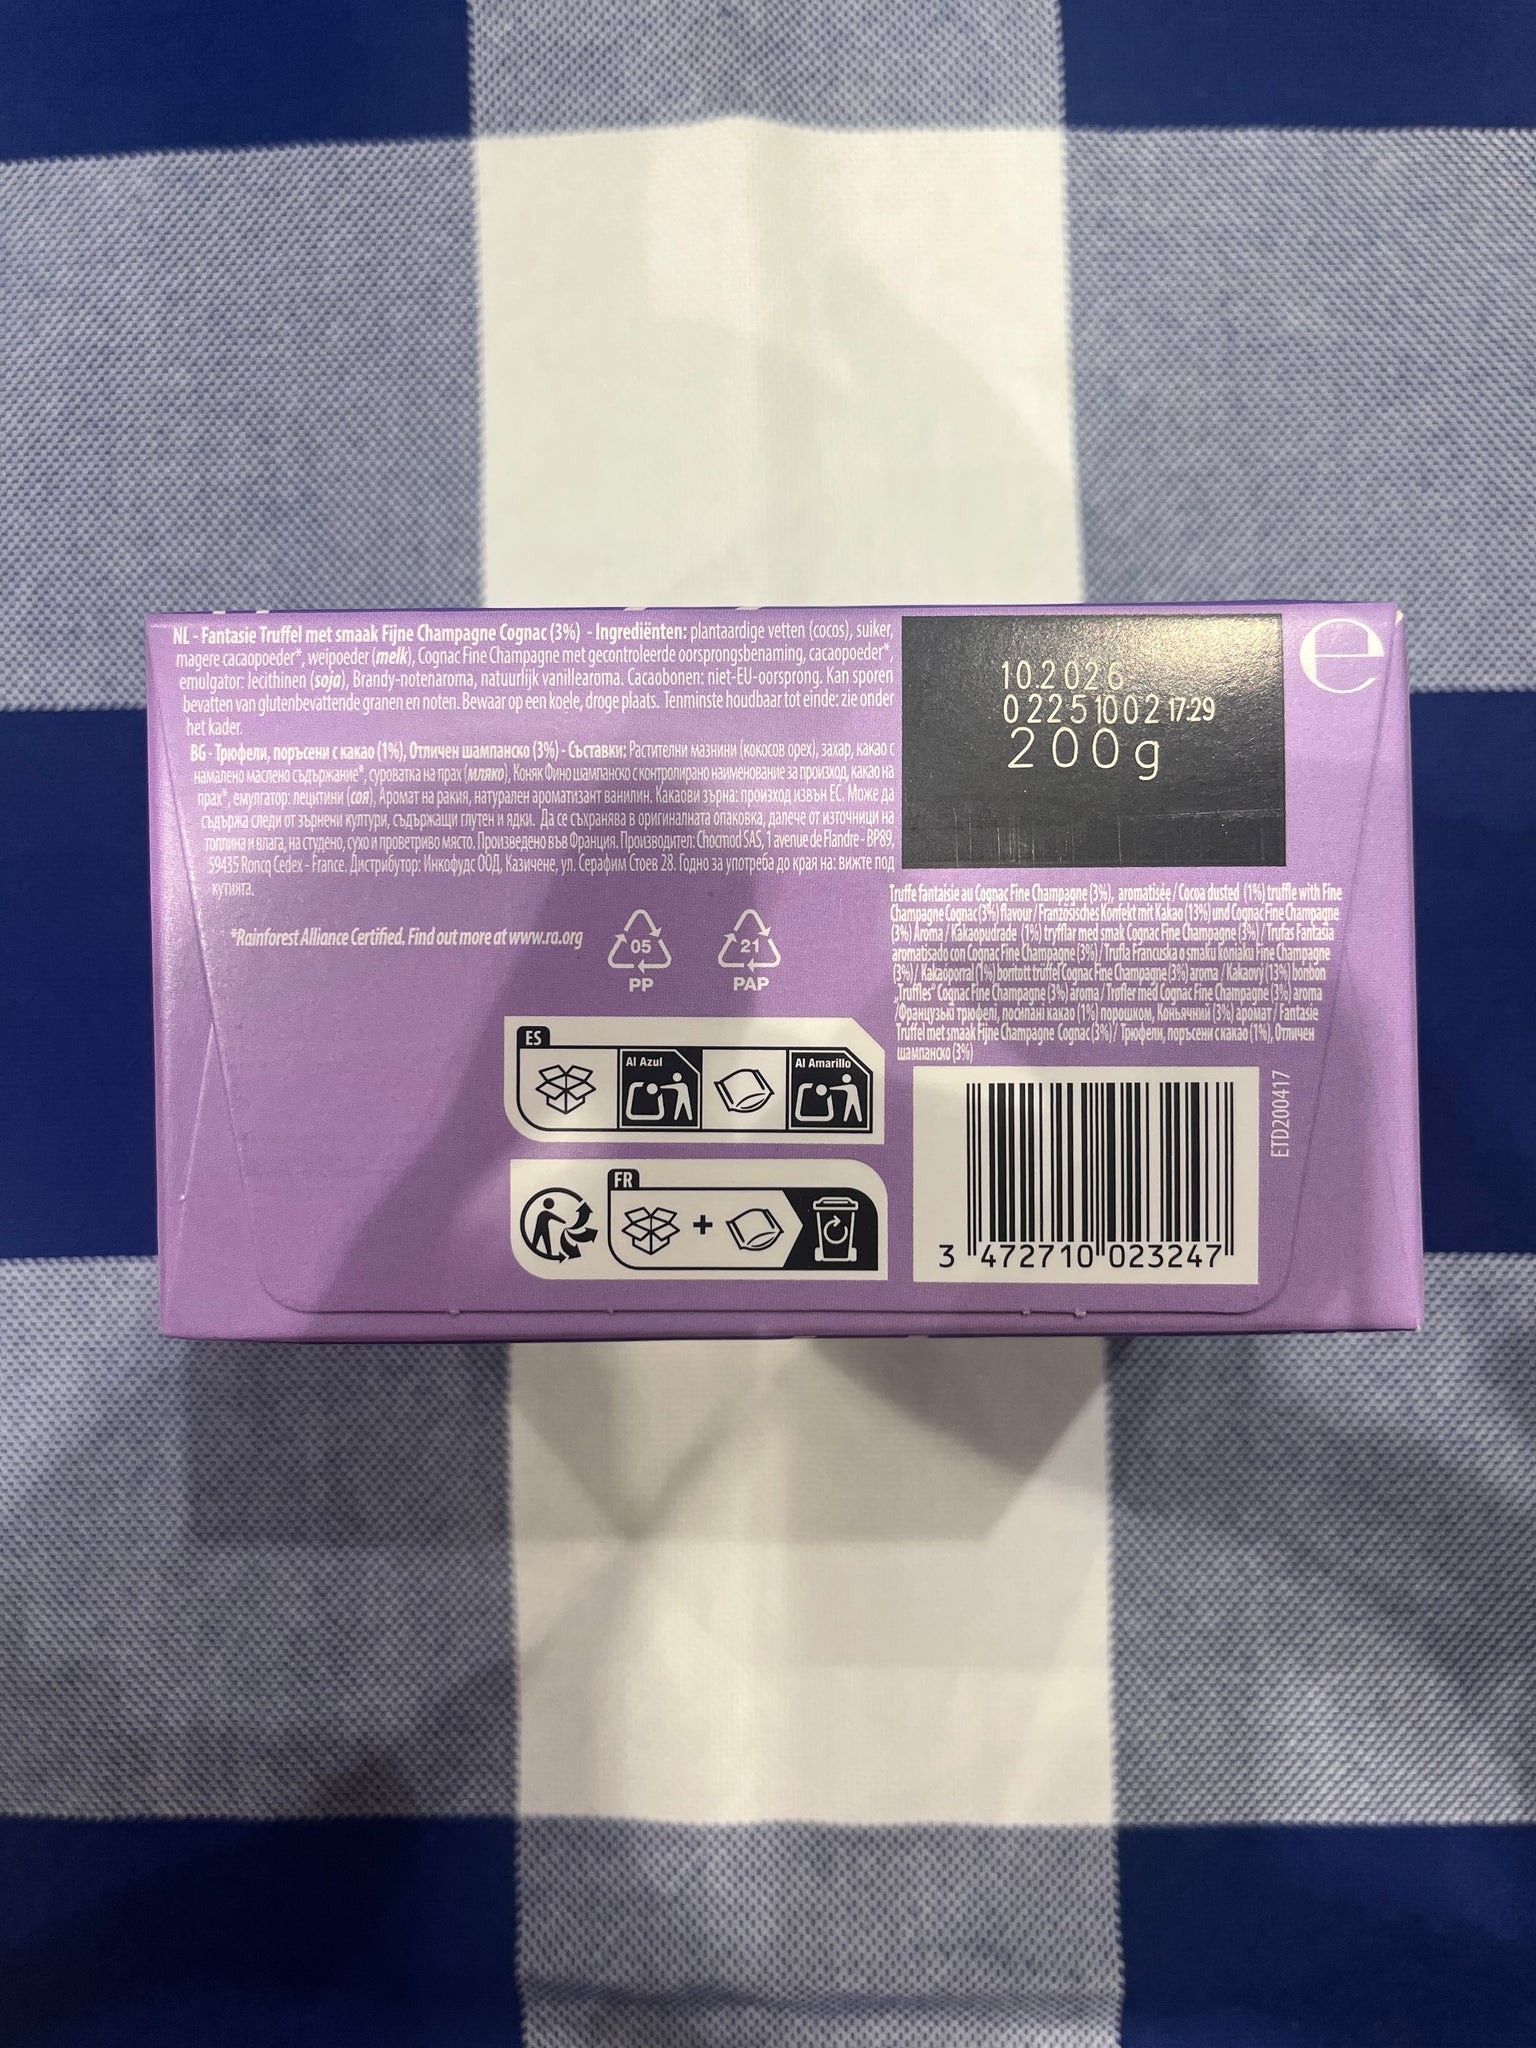 NL - Fantasie Truffel met smaak Fijne Champagne Cognac (3%) - Ingrediënten: plantaardige vetten (cocos), suiker,
magere cacaopoeder*, weipoeder (melk), Cognac Fine Champagne met gecontroleerde oorsprongsbenaming, cacaopoeder*,
emulgator: lecithinen (soja), Brandy-notenaroma, natuurlijk vanillearoma. Cacaobonen: niet-EU-oorsprong. Kan sporen
bevatten van glutenbevattende granen en noten. Bewaar op een koele, droge plaats. Tenminste houdbaar tot einde: zie onder
het kader.
BG - Трюфели, поръсени с какао (1%), Отличен шампанско (3%) - Съставки: Растителни мазнини (кокосов орех), захар, какао с
намалено маслено съдържание*, суроватка на прах (мляко), Коняк Фино шампанско с контролирано наименование за произход, какао на
прах*, емулгатор: лецитини (соя), Аромат на ракия, натурален ароматизант ванилин. Какаови зърна: произход извън ЕС. Може да
съдържа следи от зърнени култури, съдържащи глутен и ядки. Да се съхранява в оригиналната опаковка, далече от източници на
топлина и влага, на студено, сухо и проветриво място. Произведено във Франция. Производител: Chocmod SAS, 1 avenue de Flandre - BP89,
59435 Roncq Cedex - France. Дистрибутор: Инкофудс ООД, Казичене, ул. Серафим Стоев 28. Годно за употреба до края на: вижте под
кутията.
*Rainforest Alliance Certified. Find out more at www.ra.org
05
PP
21
PAP
ES
Al Azul
Al Amarillo
FR
10.2026
02251002 17:29
200g
e
Truffe fantaisie au Cognac Fine Champagne (3%), aromatisée / Cocoa dusted (1%) truffle with Fine
Champagne Cognac (3%) flavour / Französisches Konfekt mit Kakao (13%) und Cognac Fine Champagne
(3%) Aroma / Kakaopudrade (1%) tryfflar med smak Cognac Fine Champagne (3%) / Trufas Fantasia
aromatisado con Cognac Fine Champagne (3%) / Trufla Francuska o smaku koniaku Fine Champagne
(3%) / Kakaóporral (1%) borított trüffel Cognac Fine Champagne (3%) aroma / Kakaový (13%) bonbon
„Truffles" Cognac Fine Champagne (3%) aroma / Trøfler med Cognac Fine Champagne (3%) aroma
/ Французькі трюфелі, посипані какао (1%) порошком, Коньячний (3%) аромат / Fantasie
Truffel met smaak Fijne Champagne Cognac (3%) / Трюфели, поръсени с какао (1%), Отличен
шампанско (3%)
ETD200417
3 472710 023247